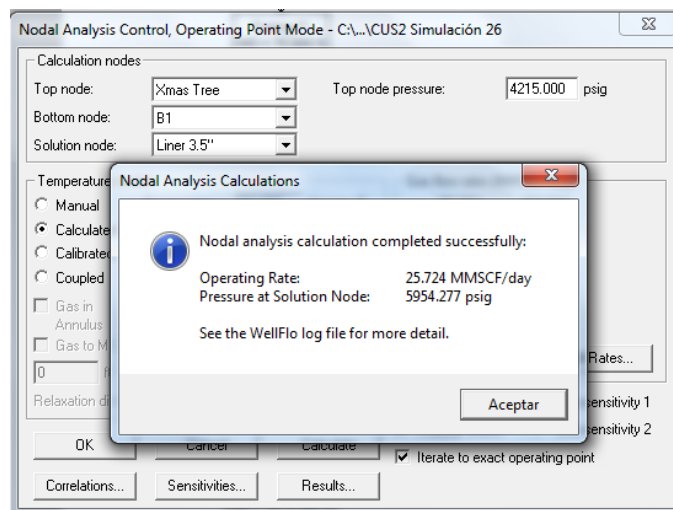 Nodal Analysis Control, Operating Point Mode - C:\...\CUS2 Simulación 26
Calculation nodes
Top node: Xmas Tree Top node pressure: 4215.000 psig
Bottom node: B1
Solution node: Liner 3.5"
Temperature
Nodal Analysis Calculations
Manual
Calculated
Calibrated
Coupled
Nodal analysis calculation completed successfully:
Operating Rate: 25.724 MMSCF/day
Pressure at Solution Node: 5954.277 psig
See the WellFlo log file for more detail.
Gas in
Annulus
Gas to M
0 ft
Rates...
Relaxation di
Aceptar
sensitivity 1
sensitivity 2
OK Cancel Calculate
Iterate to exact operating point
Correlations... Sensitivities... Results...